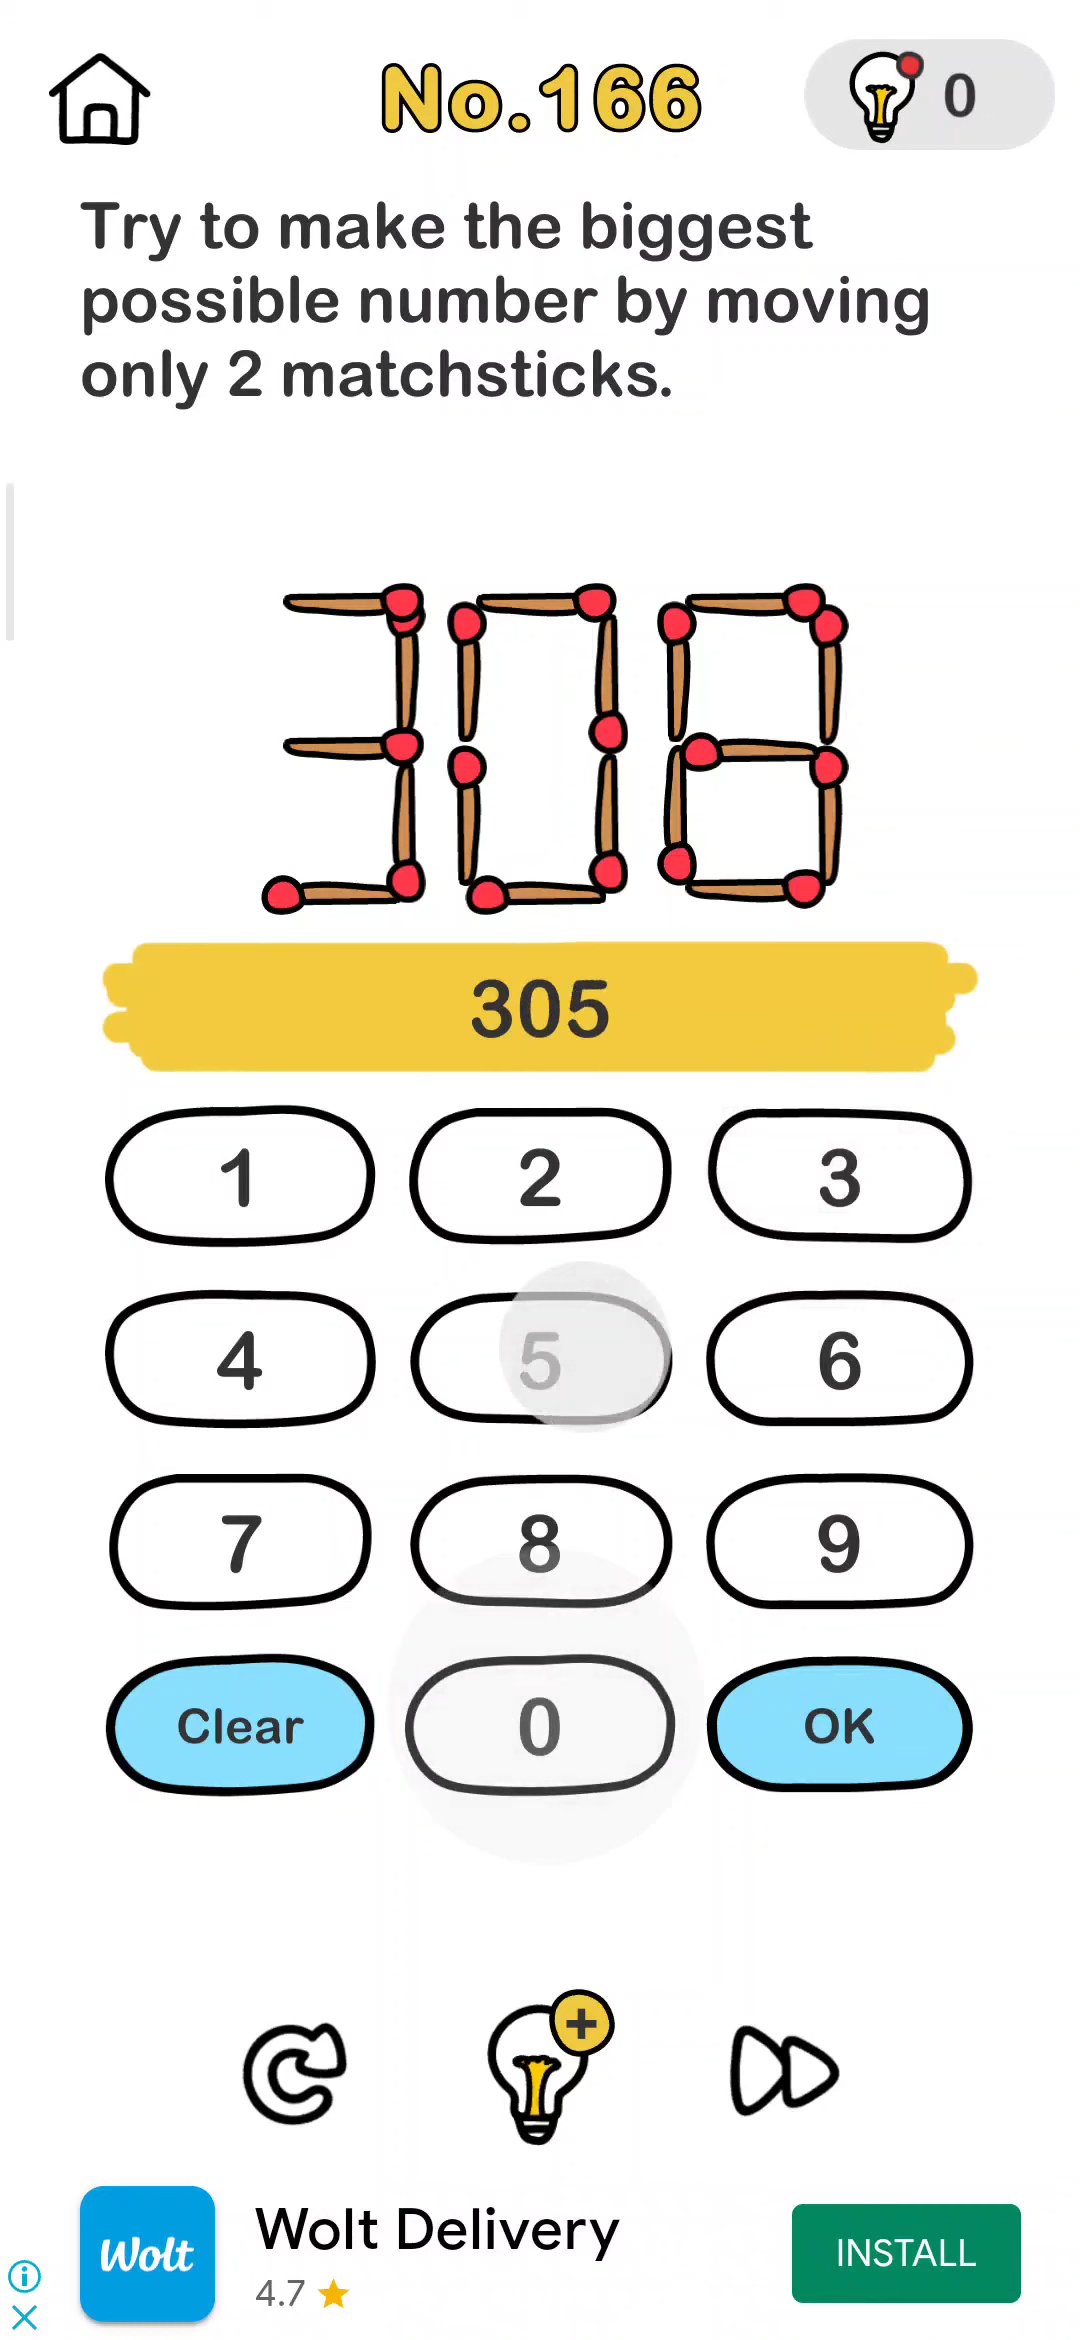 No.166
0
Try to make the biggest
possible number by moving
only 2 matchsticks.
308
305
1 2 3
4 5 6
7 8 9
Clear 0 OK
Wolt
Wolt Delivery
4.7
INSTALL